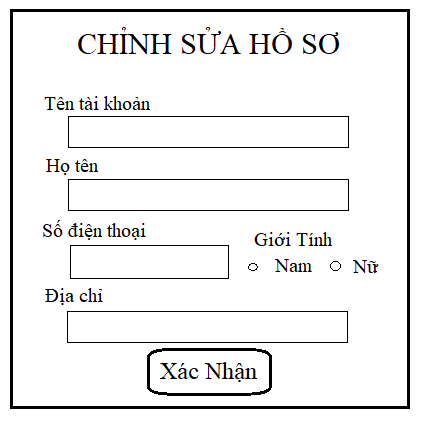 CHỈNH SỬA HỒ SƠ
Tên tài khoản
Họ tên
Số điện thoại
Giới Tính
Nam
Nữ
Địa chỉ
Xác Nhận